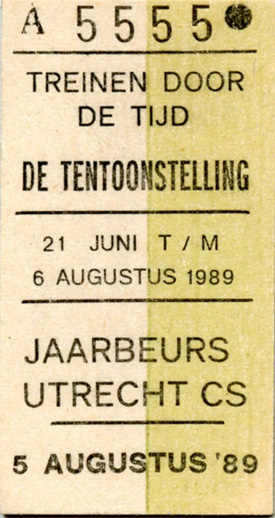 A 5555
TREINEN DOOR
DE TIJD
DE TENTOONSTELLING
21 JUNI T/M
6 AUGUSTUS 1989
JAARBEURS
UTRECHT CS
5 AUGUSTUS '89